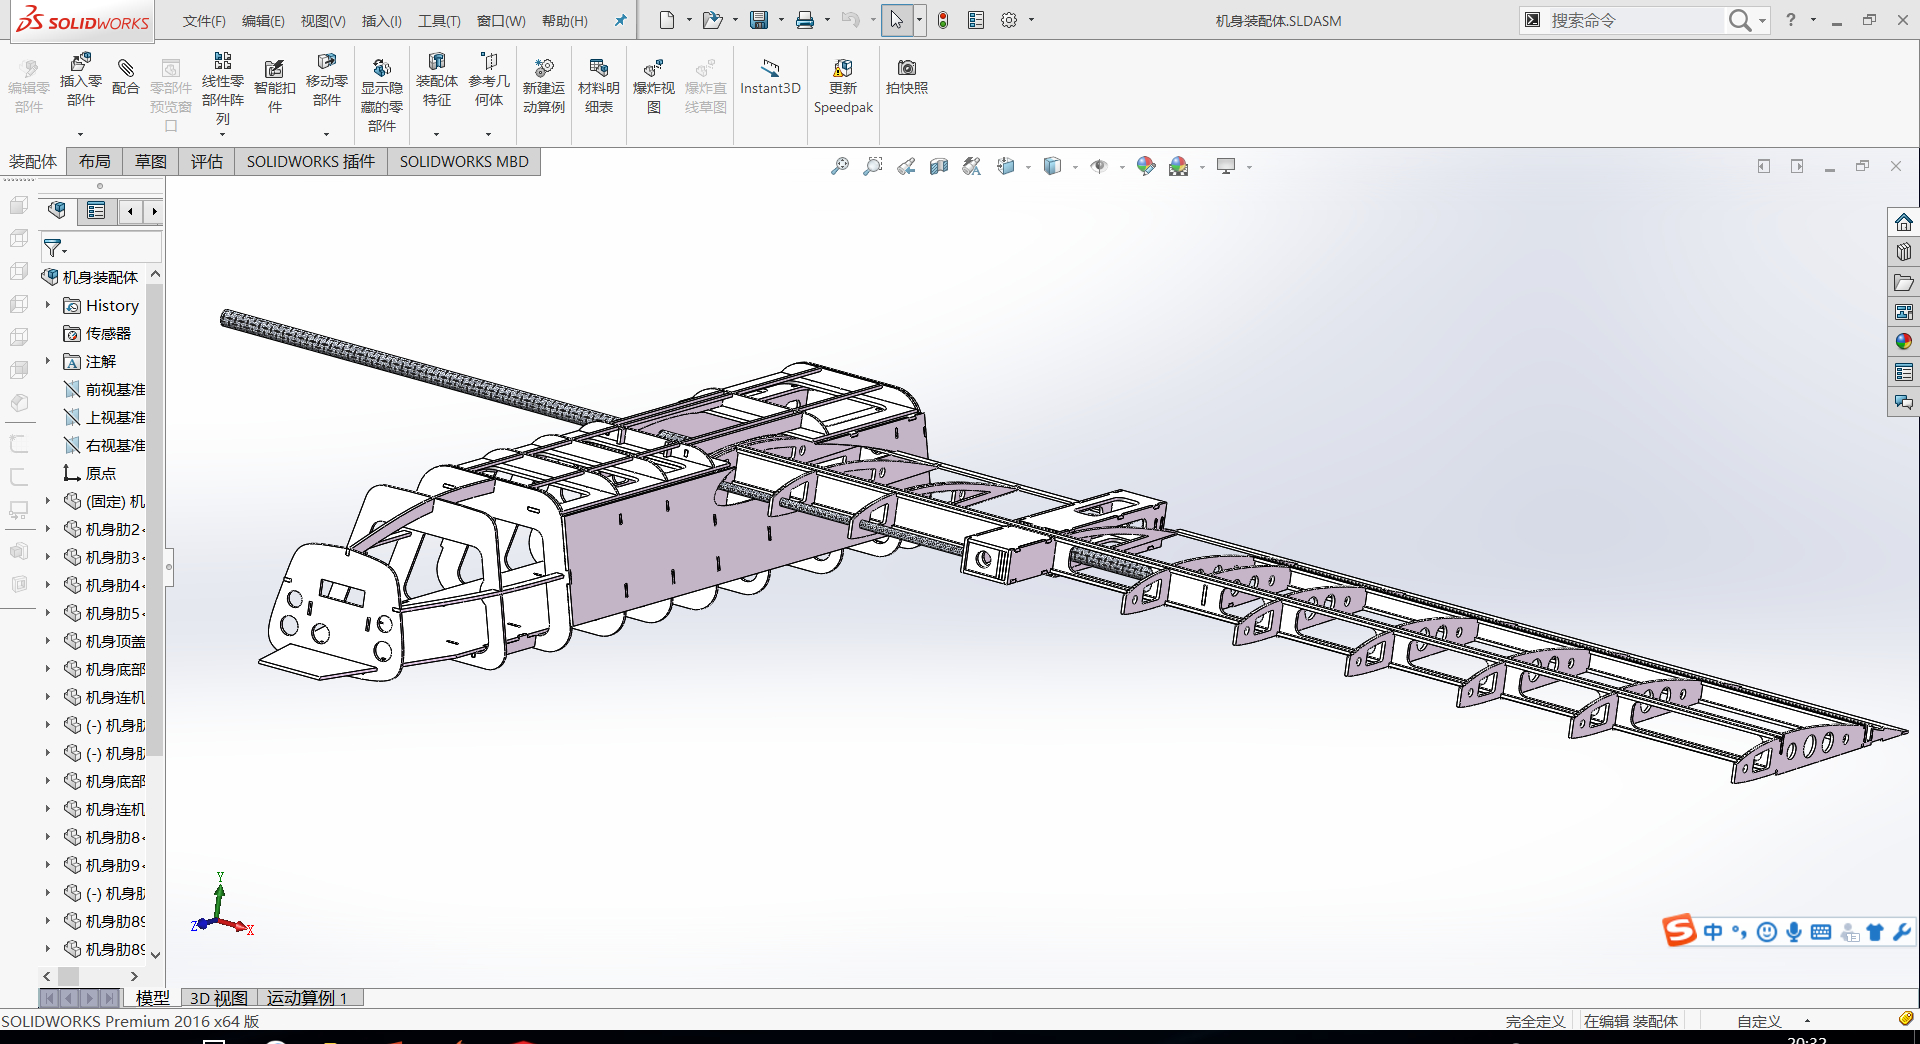 SOLIDWORKS
文件(F) 编辑(E) 视图(V) 插入(I) 工具(T) 窗口(W) 帮助(H)
机身装配体.SLDASM
搜索命令
?
编辑零部件
插入零部件
配合
零部件预览窗口
线性零部件阵列
智能扣件
移动零部件
显示隐藏的零部件
装配体特征
参考几何体
新建运动算例
材料明细表
爆炸视图
爆炸直线草图
Instant3D
更新 Speedpak
拍快照
装配体 布局 草图 评估 SOLIDWORKS 插件 SOLIDWORKS MBD
机身装配体
History
传感器
注解
前视基准
上视基准
右视基准
原点
(固定) 机
机身肋2
机身肋3
机身肋4
机身肋5
机身顶盖
机身底部
机身连机
(-) 机身肋
(-) 机身肋
机身底部
机身连机
机身肋8
机身肋9
(-) 机身肋
机身肋89
机身肋89
Y
Z
X
S 中
模型 3D 视图 运动算例 1
SOLIDWORKS Premium 2016 x64 版
完全定义 在编辑 装配体 自定义
20:32